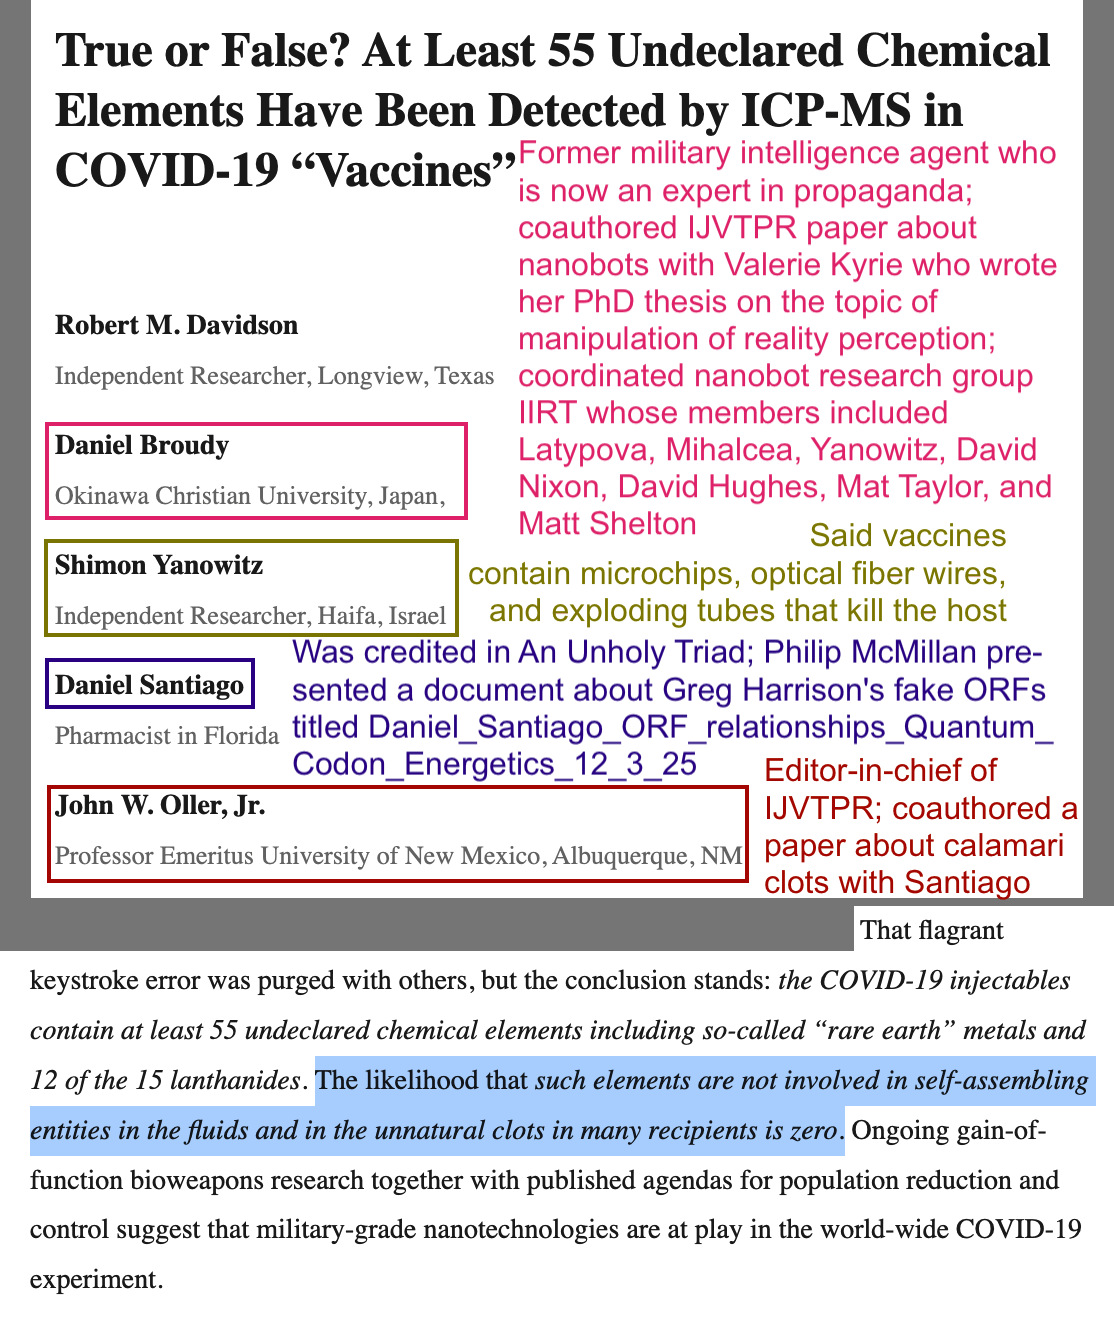 True or False? At Least 55 Undeclared Chemical
Elements Have Been Detected by ICP-MS in
COVID-19 “Vaccines”
Former military intelligence agent who
is now an expert in propaganda;
coauthored IJVTPR paper about
nanobots with Valerie Kyrie who wrote
her PhD thesis on the topic of
manipulation of reality perception;
coordinated nanobot research group
IIRT whose members included
Latypova, Mihalcea, Yanowitz, David
Nixon, David Hughes, Mat Taylor, and
Matt Shelton
Robert M. Davidson
Independent Researcher, Longview, Texas
Daniel Broudy
Okinawa Christian University, Japan,
Said vaccines
contain microchips, optical fiber wires,
and exploding tubes that kill the host
Shimon Yanowitz
Independent Researcher, Haifa, Israel
Was credited in An Unholy Triad; Philip McMillan pre-
sented a document about Greg Harrison's fake ORFs
titled Daniel_Santiago_ORF_relationships_Quantum_
Codon_Energetics_12_3_25
Daniel Santiago
Pharmacist in Florida
Editor-in-chief of
IJVTPR; coauthored a
paper about calamari
clots with Santiago
John W. Oller, Jr.
Professor Emeritus University of New Mexico, Albuquerque, NM
That flagrant
keystroke error was purged with others, but the conclusion stands: the COVID-19 injectables
contain at least 55 undeclared chemical elements including so-called “rare earth” metals and
12 of the 15 lanthanides. The likelihood that such elements are not involved in self-assembling
entities in the fluids and in the unnatural clots in many recipients is zero. Ongoing gain-of-
function bioweapons research together with published agendas for population reduction and
control suggest that military-grade nanotechnologies are at play in the world-wide COVID-19
experiment.